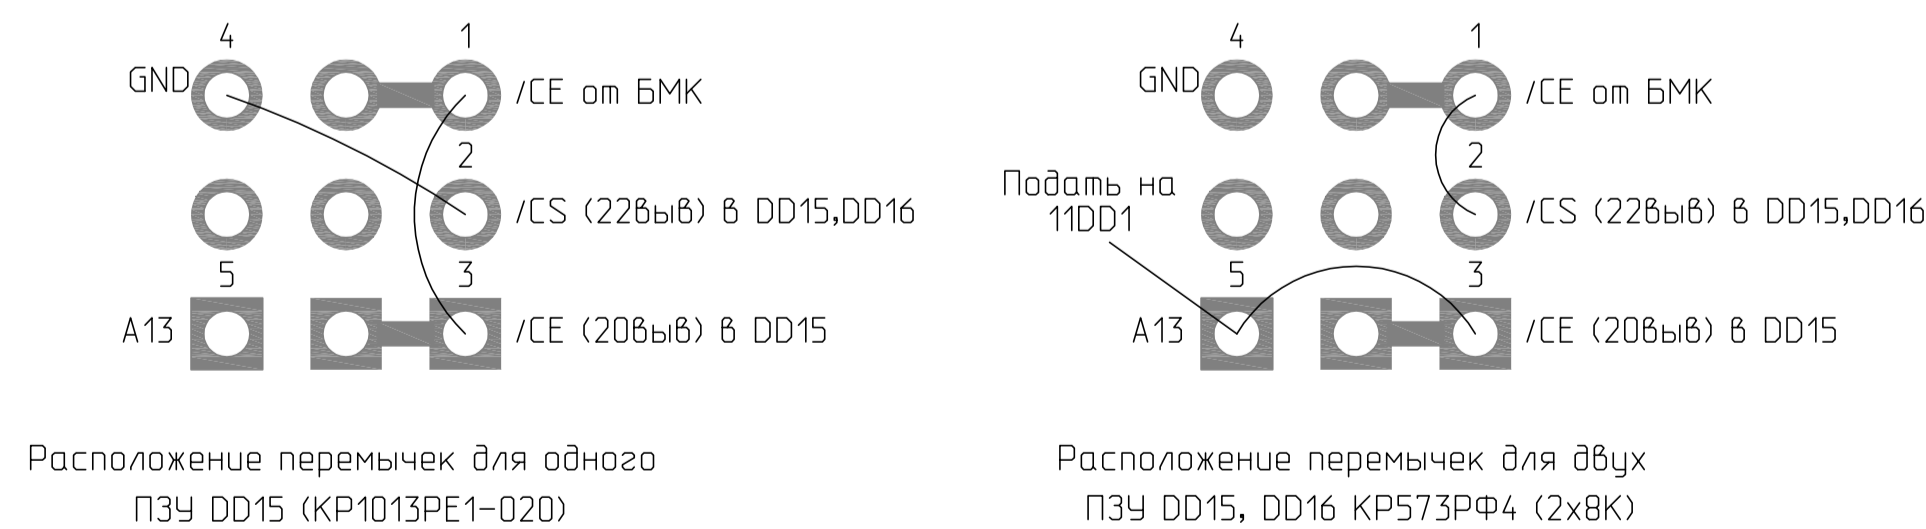 4 1
GND /CE от БМК
2
/CS (22выв) в DD15,DD16
5 3
A13 /CE (20выв) в DD15
Расположение перемычек для одного
ПЗУ DD15 (КР1013РЕ1-020)
4 1
GND /CE от БМК
2
Подать на
11DD1
/CS (22выв) в DD15,DD16
5 3
A13 /CE (20выв) в DD15
Расположение перемычек для двух
ПЗУ DD15, DD16 КР573РФ4 (2х8К)